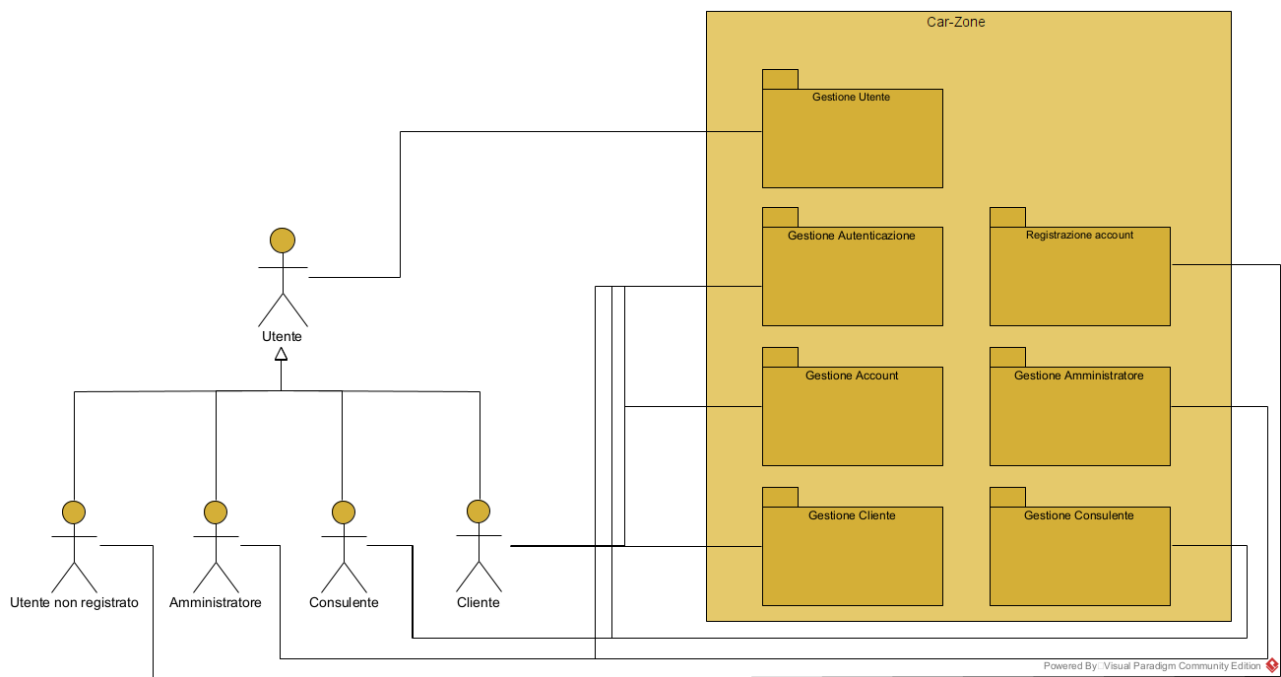 Car-Zone
Gestione Utente
Gestione Autenticazione
Registrazione account
Utente
Gestione Account
Gestione Amministratore
Gestione Cliente
Gestione Consulente
Utente non registrato
Amministratore
Consulente
Cliente
Powered By: Visual Paradigm Community Edition